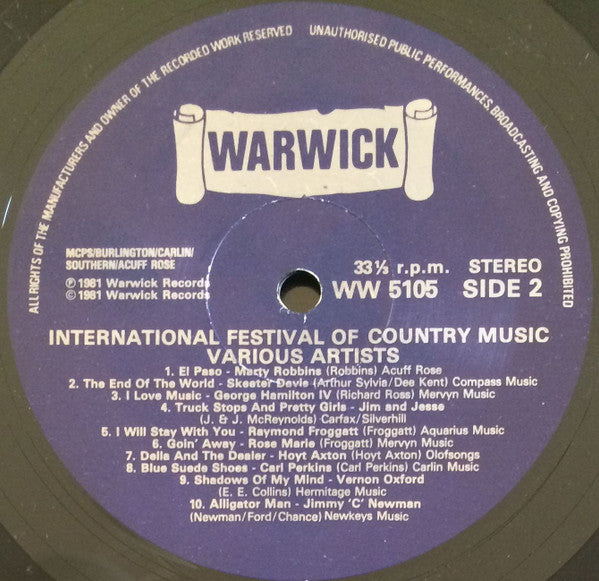 ALL RIGHTS OF THE MANUFACTURERS AND OWNER OF THE RECORDED WORK RESERVED
UNAUTHORISED PUBLIC PERFORMANCES, BROADCASTING AND COPYING PROHIBITED
WARWICK
MCPS/BURLINGTON/CARLIN/
SOUTHERN/ACUFF ROSE
℗ 1981 Warwick Records
© 1981 Warwick Records
33⅓ r.p.m. STEREO
WW 5105 SIDE 2
INTERNATIONAL FESTIVAL OF COUNTRY MUSIC
VARIOUS ARTISTS
1. El Paso - Marty Robbins (Robbins) Acuff Rose
2. The End Of The World - Skeeter Davis (Arthur Sylvia/Dee Kent) Compass Music
3. I Love Music - George Hamilton IV (Richard Ross) Mervyn Music
4. Truck Stops And Pretty Girls - Jim and Jesse
(J. & J. McReynolds) Carfax/Silverhill
5. I Will Stay With You - Raymond Froggatt (Froggatt) Aquarius Music
6. Goin' Away - Rose Marie (Froggatt) Mervyn Music
7. Della And The Dealer - Hoyt Axton (Hoyt Axton) Olofsongs
8. Blue Suede Shoes - Carl Perkins (Carl Perkins) Carlin Music
9. Shadows Of My Mind - Vernon Oxford
(E. E. Collins) Hermitage Music
10. Alligator Man - Jimmy 'C' Newman
(Newman/Ford/Chance) Newkeys Music